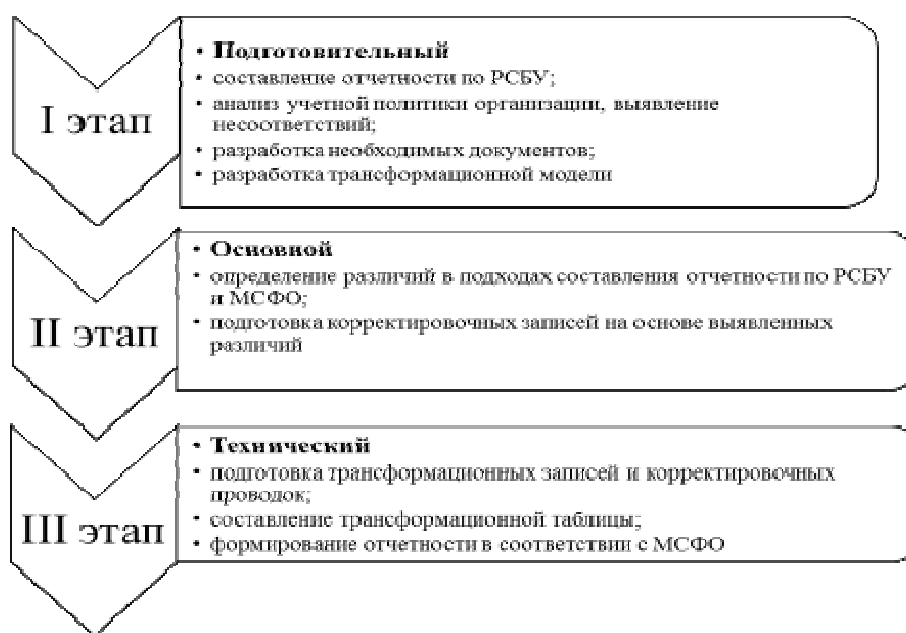 I этап
• Подготовительный
• составление отчетности по РСБУ;
• анализ учетной политики организации, выявление
несоответствий;
• разработка необходимых документов;
• разработка трансформационной модели
II этап
• Основной
• определение различий в подходах составления отчетности по РСБУ
и МСФО;
• подготовка корректировочных записей на основе выявленных
различий
III этап
• Технический
• подготовка трансформационных записей и корректировочных
проводок;
• составление трансформационной таблицы;
• формирование отчетности в соответствии с МСФО